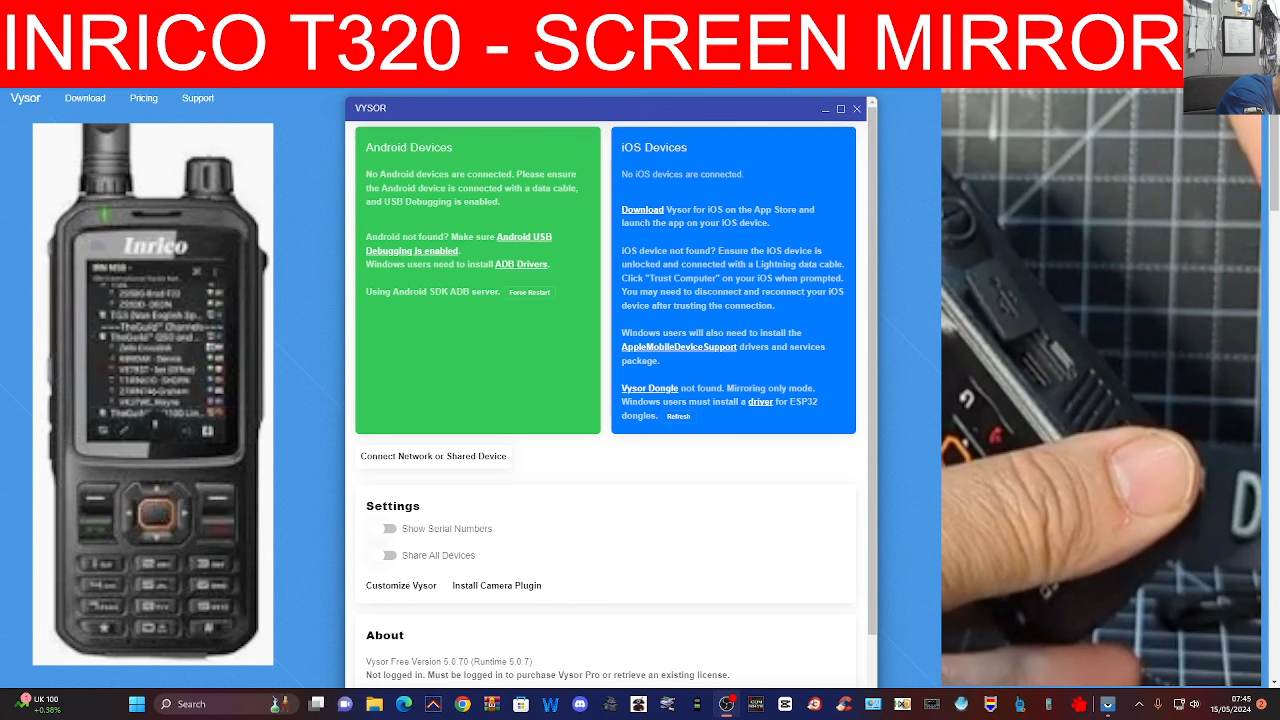 INRICO T320 - SCREEN MIRROR
Vysor Download Pricing Support
VYSOR
Inrico
Android Devices
No Android devices are connected. Please ensure
the Android device is connected with a data cable,
and USB Debugging is enabled.
Android not found? Make sure Android USB
Debugging is enabled.
Windows users need to install ADB Drivers.
Using Android SDK ADB server. Force Restart
iOS Devices
No iOS devices are connected.
Download Vysor for iOS on the App Store and
launch the app on your iOS device.
iOS device not found? Ensure the iOS device is
unlocked and connected with a Lightning data cable.
Click "Trust Computer" on your iOS when prompted.
You may need to disconnect and reconnect your iOS
device after trusting the connection.
Windows users will also need to install the
AppleMobileDeviceSupport drivers and services
package.
Vysor Dongle not found. Mirroring only mode.
Windows users must install a driver for ESP32
dongles. Refresh
Connect Network or Shared Device
Settings
Show Serial Numbers
Share All Devices
Customize Vysor Install Camera Plugin
About
Vysor Free Version 5.0.70 (Runtime 5.0.7)
Not logged in. Must be logged in to purchase Vysor Pro or retrieve an existing license.
D
UK 100
+0.38%
Search
07:45
15/05/2024